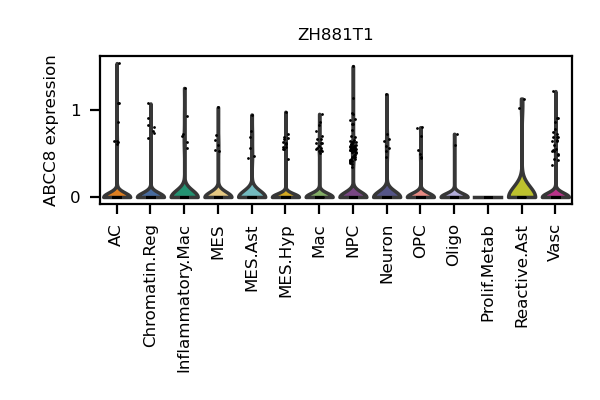 ZH881T1
ABCC8 expression
1
0
AC
Chromatin.Reg
Inflammatory.Mac
MES
MES.Ast
MES.Hyp
Mac
NPC
Neuron
OPC
Oligo
Prolif.Metab
Reactive.Ast
Vasc